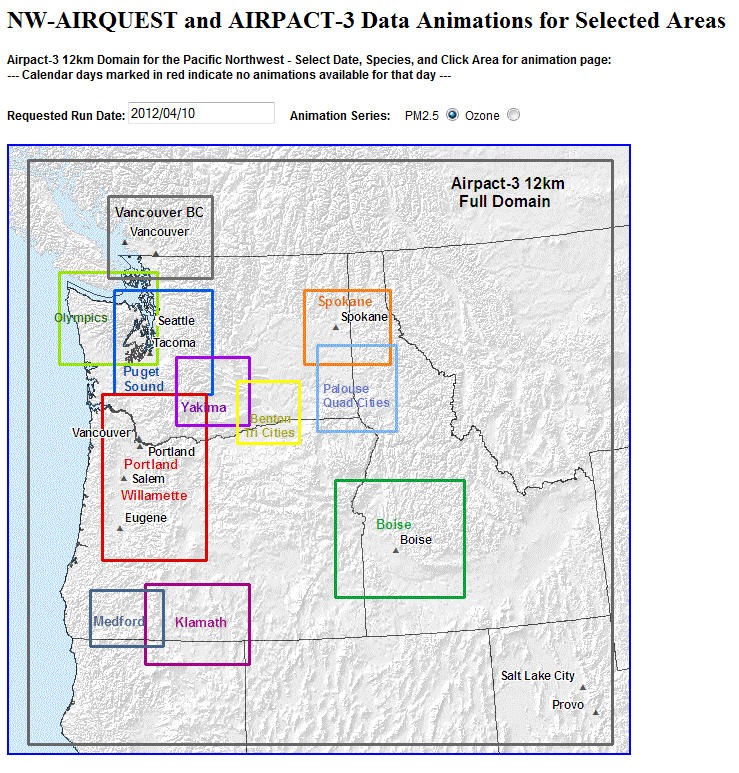 NW-AIRQUEST and AIRPACT-3 Data Animations for Selected Areas
Airpact-3 12km Domain for the Pacific Northwest - Select Date, Species, and Click Area for animation page:
--- Calendar days marked in red indicate no animations available for that day ---
Requested Run Date: 2012/04/10 Animation Series: PM2.5 Ozone
Airpact-3 12km
Full Domain
Vancouver BC
Vancouver
Olympics
Seattle
Tacoma
Puget
Sound
Spokane
Spokane
Yakima
Benton
Tri Cities
Palouse
Quad Cities
Vancouver
Portland
Portland
Salem
Willamette
Eugene
Boise
Boise
Medford
Klamath
Salt Lake City
Provo